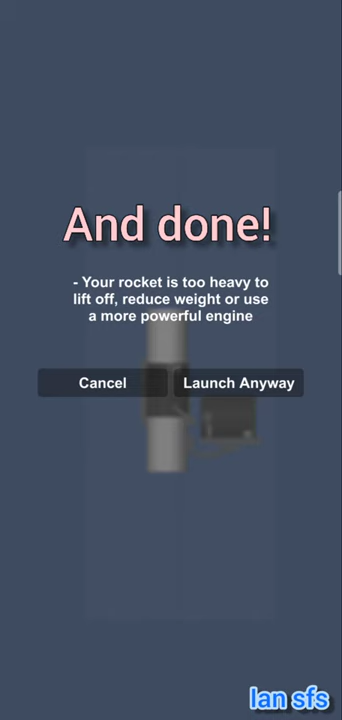 And done!
- Your rocket is too heavy to
lift off, reduce weight or use
a more powerful engine
Cancel
Launch Anyway
Ian sfs